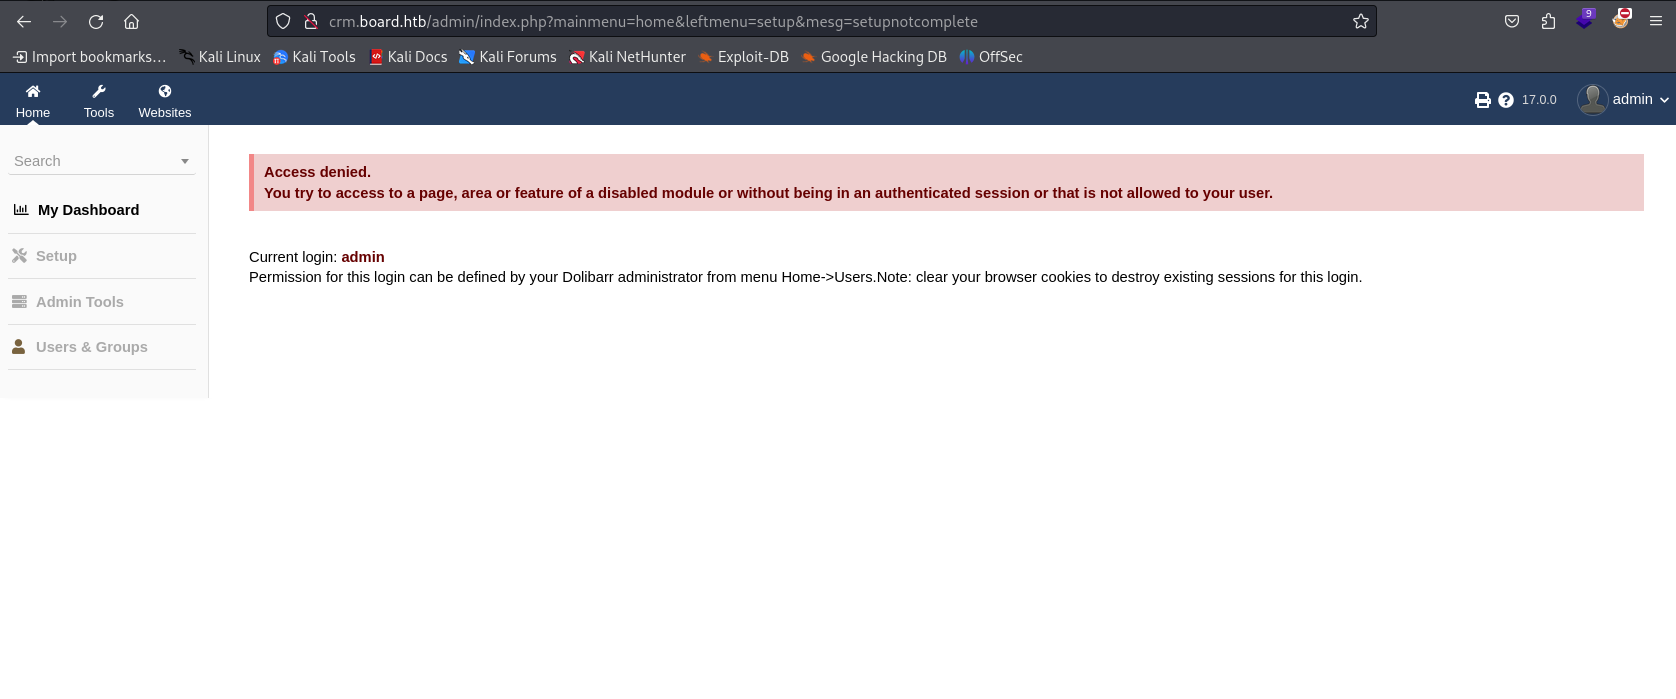 crm.board.htb/admin/index.php?mainmenu=home&leftmenu=setup&mesg=setupnotcomplete
9
Import bookmarks... Kali Linux Kali Tools Kali Docs Kali Forums Kali NetHunter Exploit-DB Google Hacking DB OffSec
Home Tools Websites 17.0.0 admin
Search
My Dashboard
Setup
Admin Tools
Users & Groups
Access denied.
You try to access to a page, area or feature of a disabled module or without being in an authenticated session or that is not allowed to your user.
Current login: admin
Permission for this login can be defined by your Dolibarr administrator from menu Home->Users.Note: clear your browser cookies to destroy existing sessions for this login.